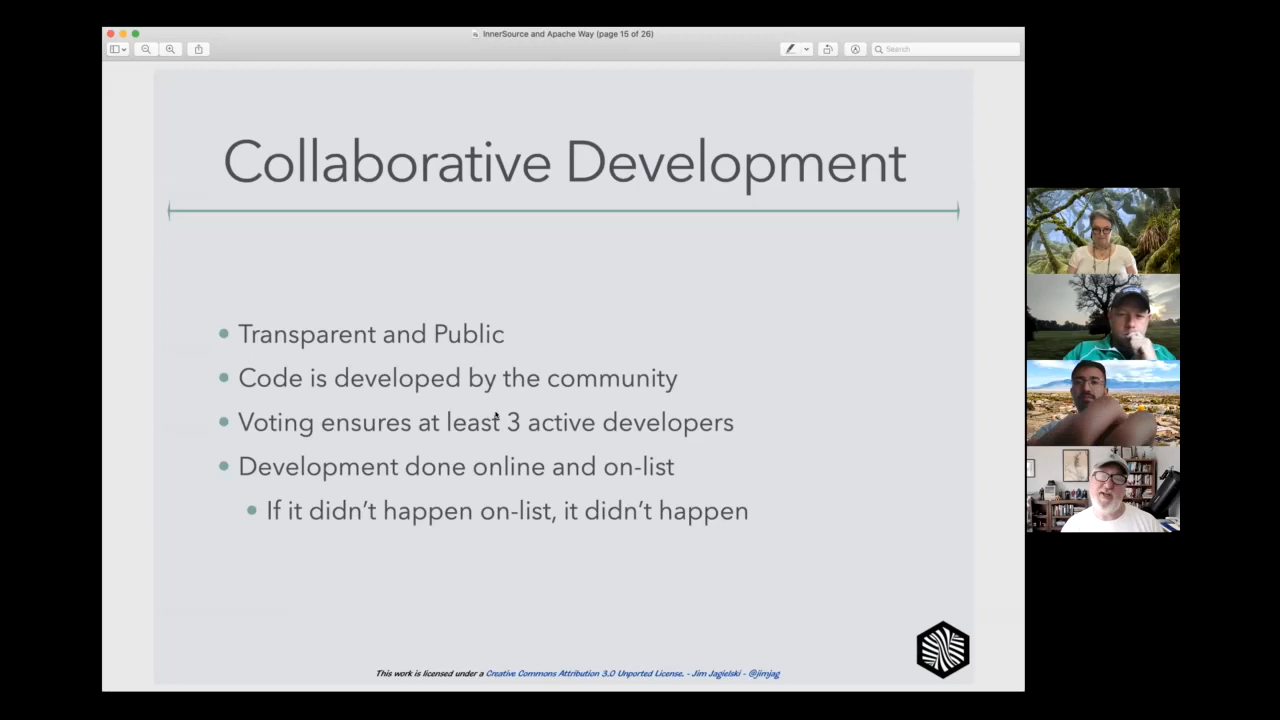 InnerSource and Apache Way (page 15 of 26)
Search
Collaborative Development
Transparent and Public
Code is developed by the community
Voting ensures at least 3 active developers
Development done online and on-list
If it didn’t happen on-list, it didn’t happen
This work is licensed under a Creative Commons Attribution 3.0 Unported License. - Jim Jagielski - @jimjag